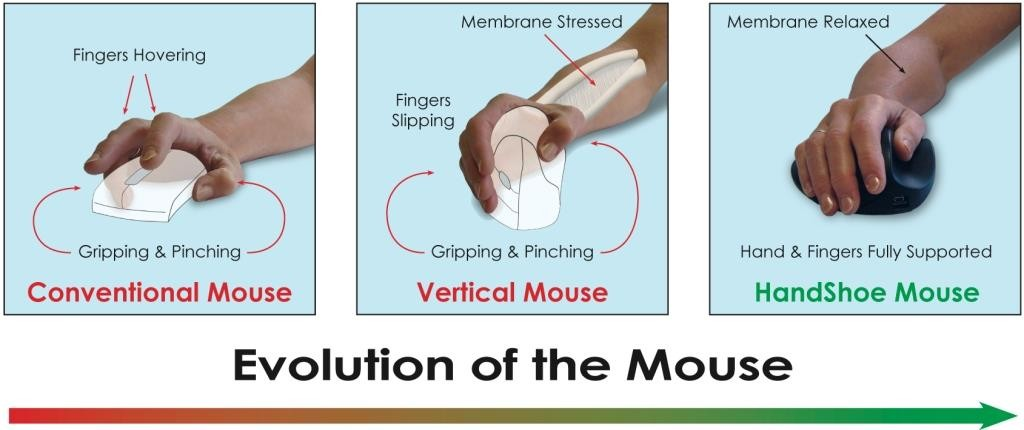 Fingers Hovering
Gripping & Pinching
Conventional Mouse
Membrane Stressed
Fingers
Slipping
Gripping & Pinching
Vertical Mouse
Membrane Relaxed
Hand & Fingers Fully Supported
HandShoe Mouse
Evolution of the Mouse